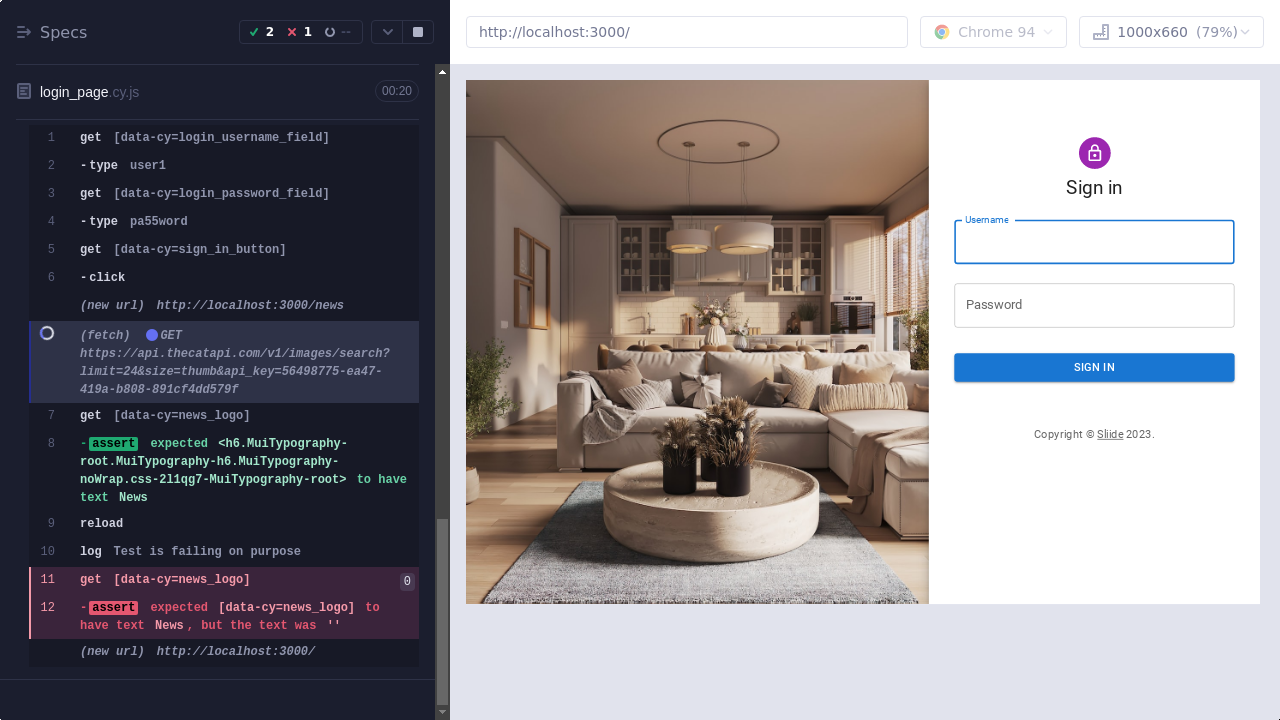 Specs
2
1
--
http://localhost:3000/
Chrome 94
1000x660 (79%)
login_page.cy.js
00:20
1 get [data-cy=login_username_field]
2 -type user1
3 get [data-cy=login_password_field]
4 -type pa55word
5 get [data-cy=sign_in_button]
6 -click
(new url) http://localhost:3000/news
(fetch) GET
https://api.thecatapi.com/v1/images/search?
limit=24&size=thumb&api_key=56498775-ea47-
419a-b808-891cf4dd579f
7 get [data-cy=news_logo]
8 -assert expected <h6.MuiTypography-
root.MuiTypography-h6.MuiTypography-
noWrap.css-2l1qg7-MuiTypography-root> to have
text News
9 reload
10 log Test is failing on purpose
11 get [data-cy=news_logo] 0
12 -assert expected [data-cy=news_logo] to
have text News, but the text was ''
(new url) http://localhost:3000/
Sign in
Username
Password
SIGN IN
Copyright © Sliide 2023.